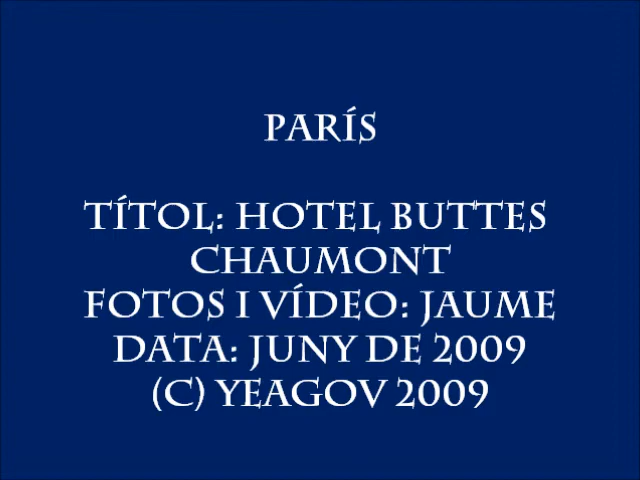 PARÍS
TÍTOL: HOTEL BUTTES
CHAUMONT
FOTOS I VÍDEO: JAUME
DATA: JUNY DE 2009
(C) YEAGOV 2009